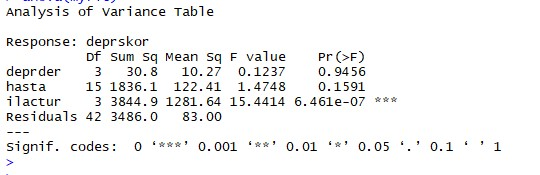 Analysis of Variance Table
Response: deprskor
Df Sum Sq Mean Sq F value Pr(>F)
deprder 3 30.8 10.27 0.1237 0.9456
hasta 15 1836.1 122.41 1.4748 0.1591
ilactur 3 3844.9 1281.64 15.4414 6.461e-07 ***
Residuals 42 3486.0 83.00
---
Signif. codes: 0 ‘***’ 0.001 ‘**’ 0.01 ‘*’ 0.05 ‘.’ 0.1 ‘ ’ 1
>